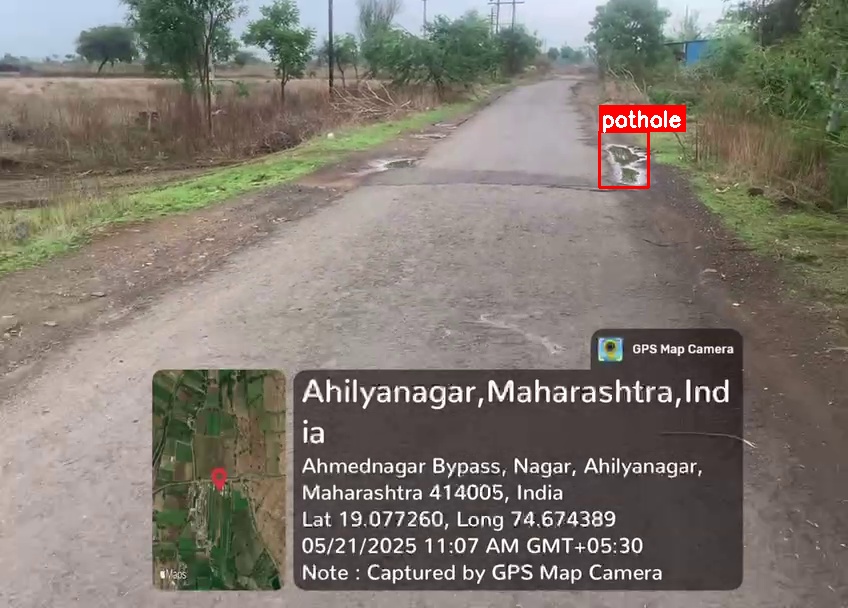 pothole
GPS Map Camera
Ahilyanagar,Maharashtra,Ind
ia
Ahmednagar Bypass, Nagar, Ahilyanagar,
Maharashtra 414005, India
Lat 19.077260, Long 74.674389
05/21/2025 11:07 AM GMT+05:30
Note : Captured by GPS Map Camera
Maps